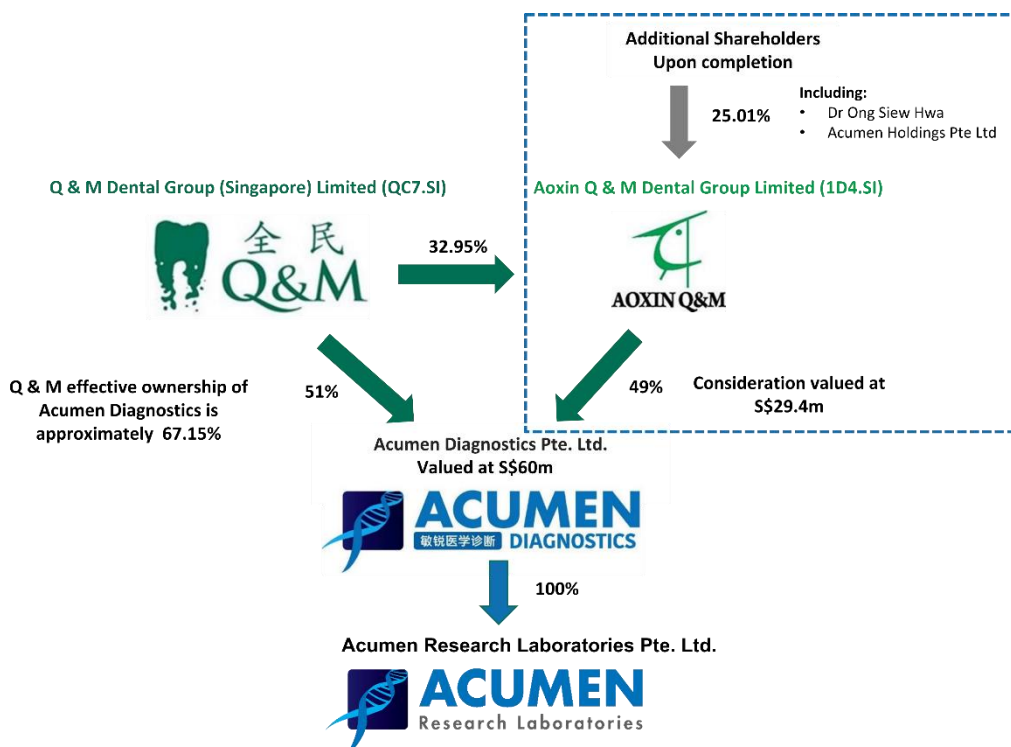 Additional Shareholders
Upon completion
25.01%
Including:
• Dr Ong Siew Hwa
• Acumen Holdings Pte Ltd
Q & M Dental Group (Singapore) Limited (QC7.SI)
Aoxin Q & M Dental Group Limited (1D4.SI)
全民
Q&M
32.95%
AOXIN Q&M
Q & M effective ownership of
Acumen Diagnostics is
approximately 67.15%
51%
49%
Consideration valued at
S$29.4m
Acumen Diagnostics Pte. Ltd.
Valued at S$60m
ACUMEN
敏锐医学诊断 DIAGNOSTICS
100%
Acumen Research Laboratories Pte. Ltd.
ACUMEN
Research Laboratories